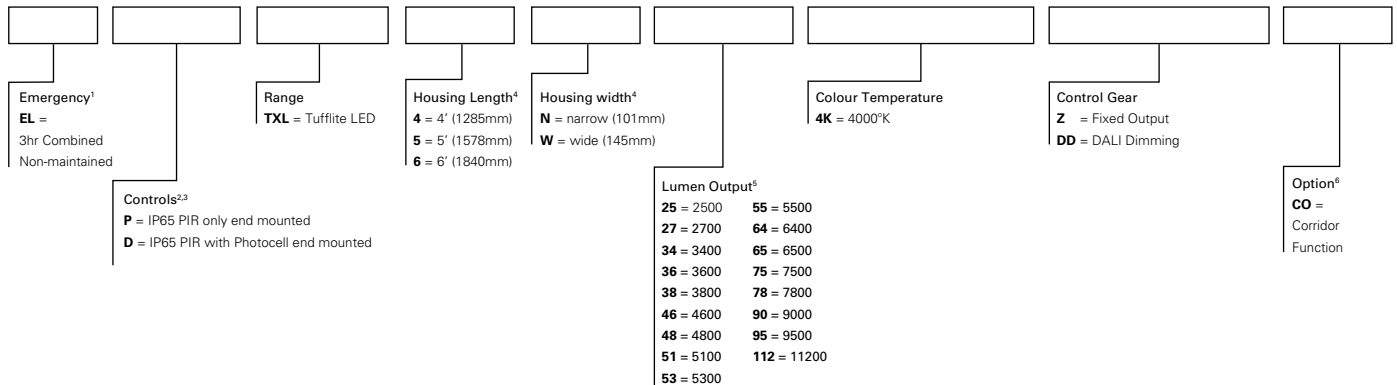 Emergency¹
EL =
3hr Combined
Non-maintained
Controls²,³
P = IP65 PIR only end mounted
D = IP65 PIR with Photocell end mounted
Range
TXL = Tufflite LED
Housing Length⁴
4 = 4’ (1285mm)
5 = 5’ (1578mm)
6 = 6’ (1840mm)
Housing width⁴
N = narrow (101mm)
W = wide (145mm)
Lumen Output⁵
25 = 2500 55 = 5500
27 = 2700 64 = 6400
34 = 3400 65 = 6500
36 = 3600 75 = 7500
38 = 3800 78 = 7800
46 = 4600 90 = 9000
48 = 4800 95 = 9500
51 = 5100 112 = 11200
53 = 5300
Colour Temperature
4K = 4000°K
Control Gear
Z = Fixed Output
DD = DALI Dimming
Option⁶
CO =
Corridor
Function